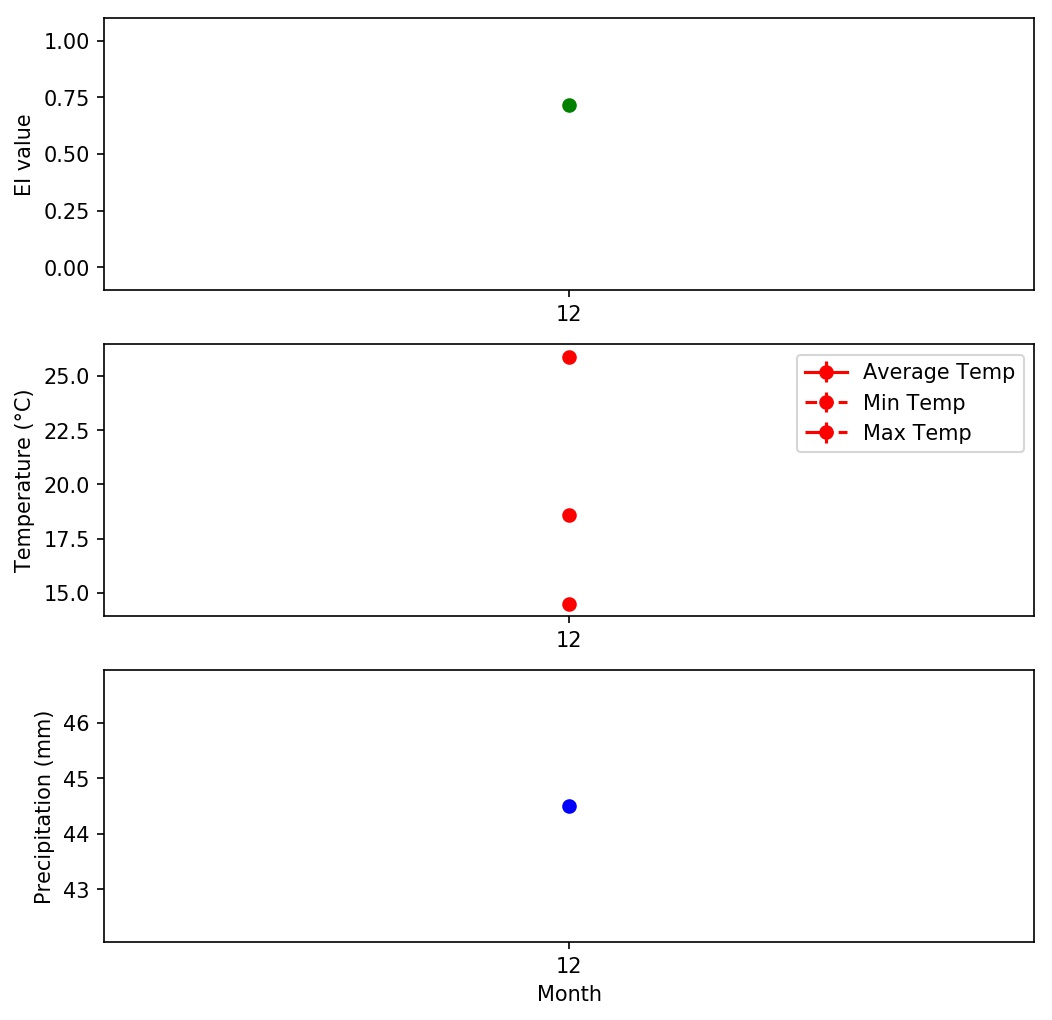 1.00
0.75
0.50
0.25
0.00
EI value
12
25.0
22.5
20.0
17.5
15.0
Temperature (°C)
Average Temp
Min Temp
Max Temp
12
46
45
44
43
Precipitation (mm)
12
Month